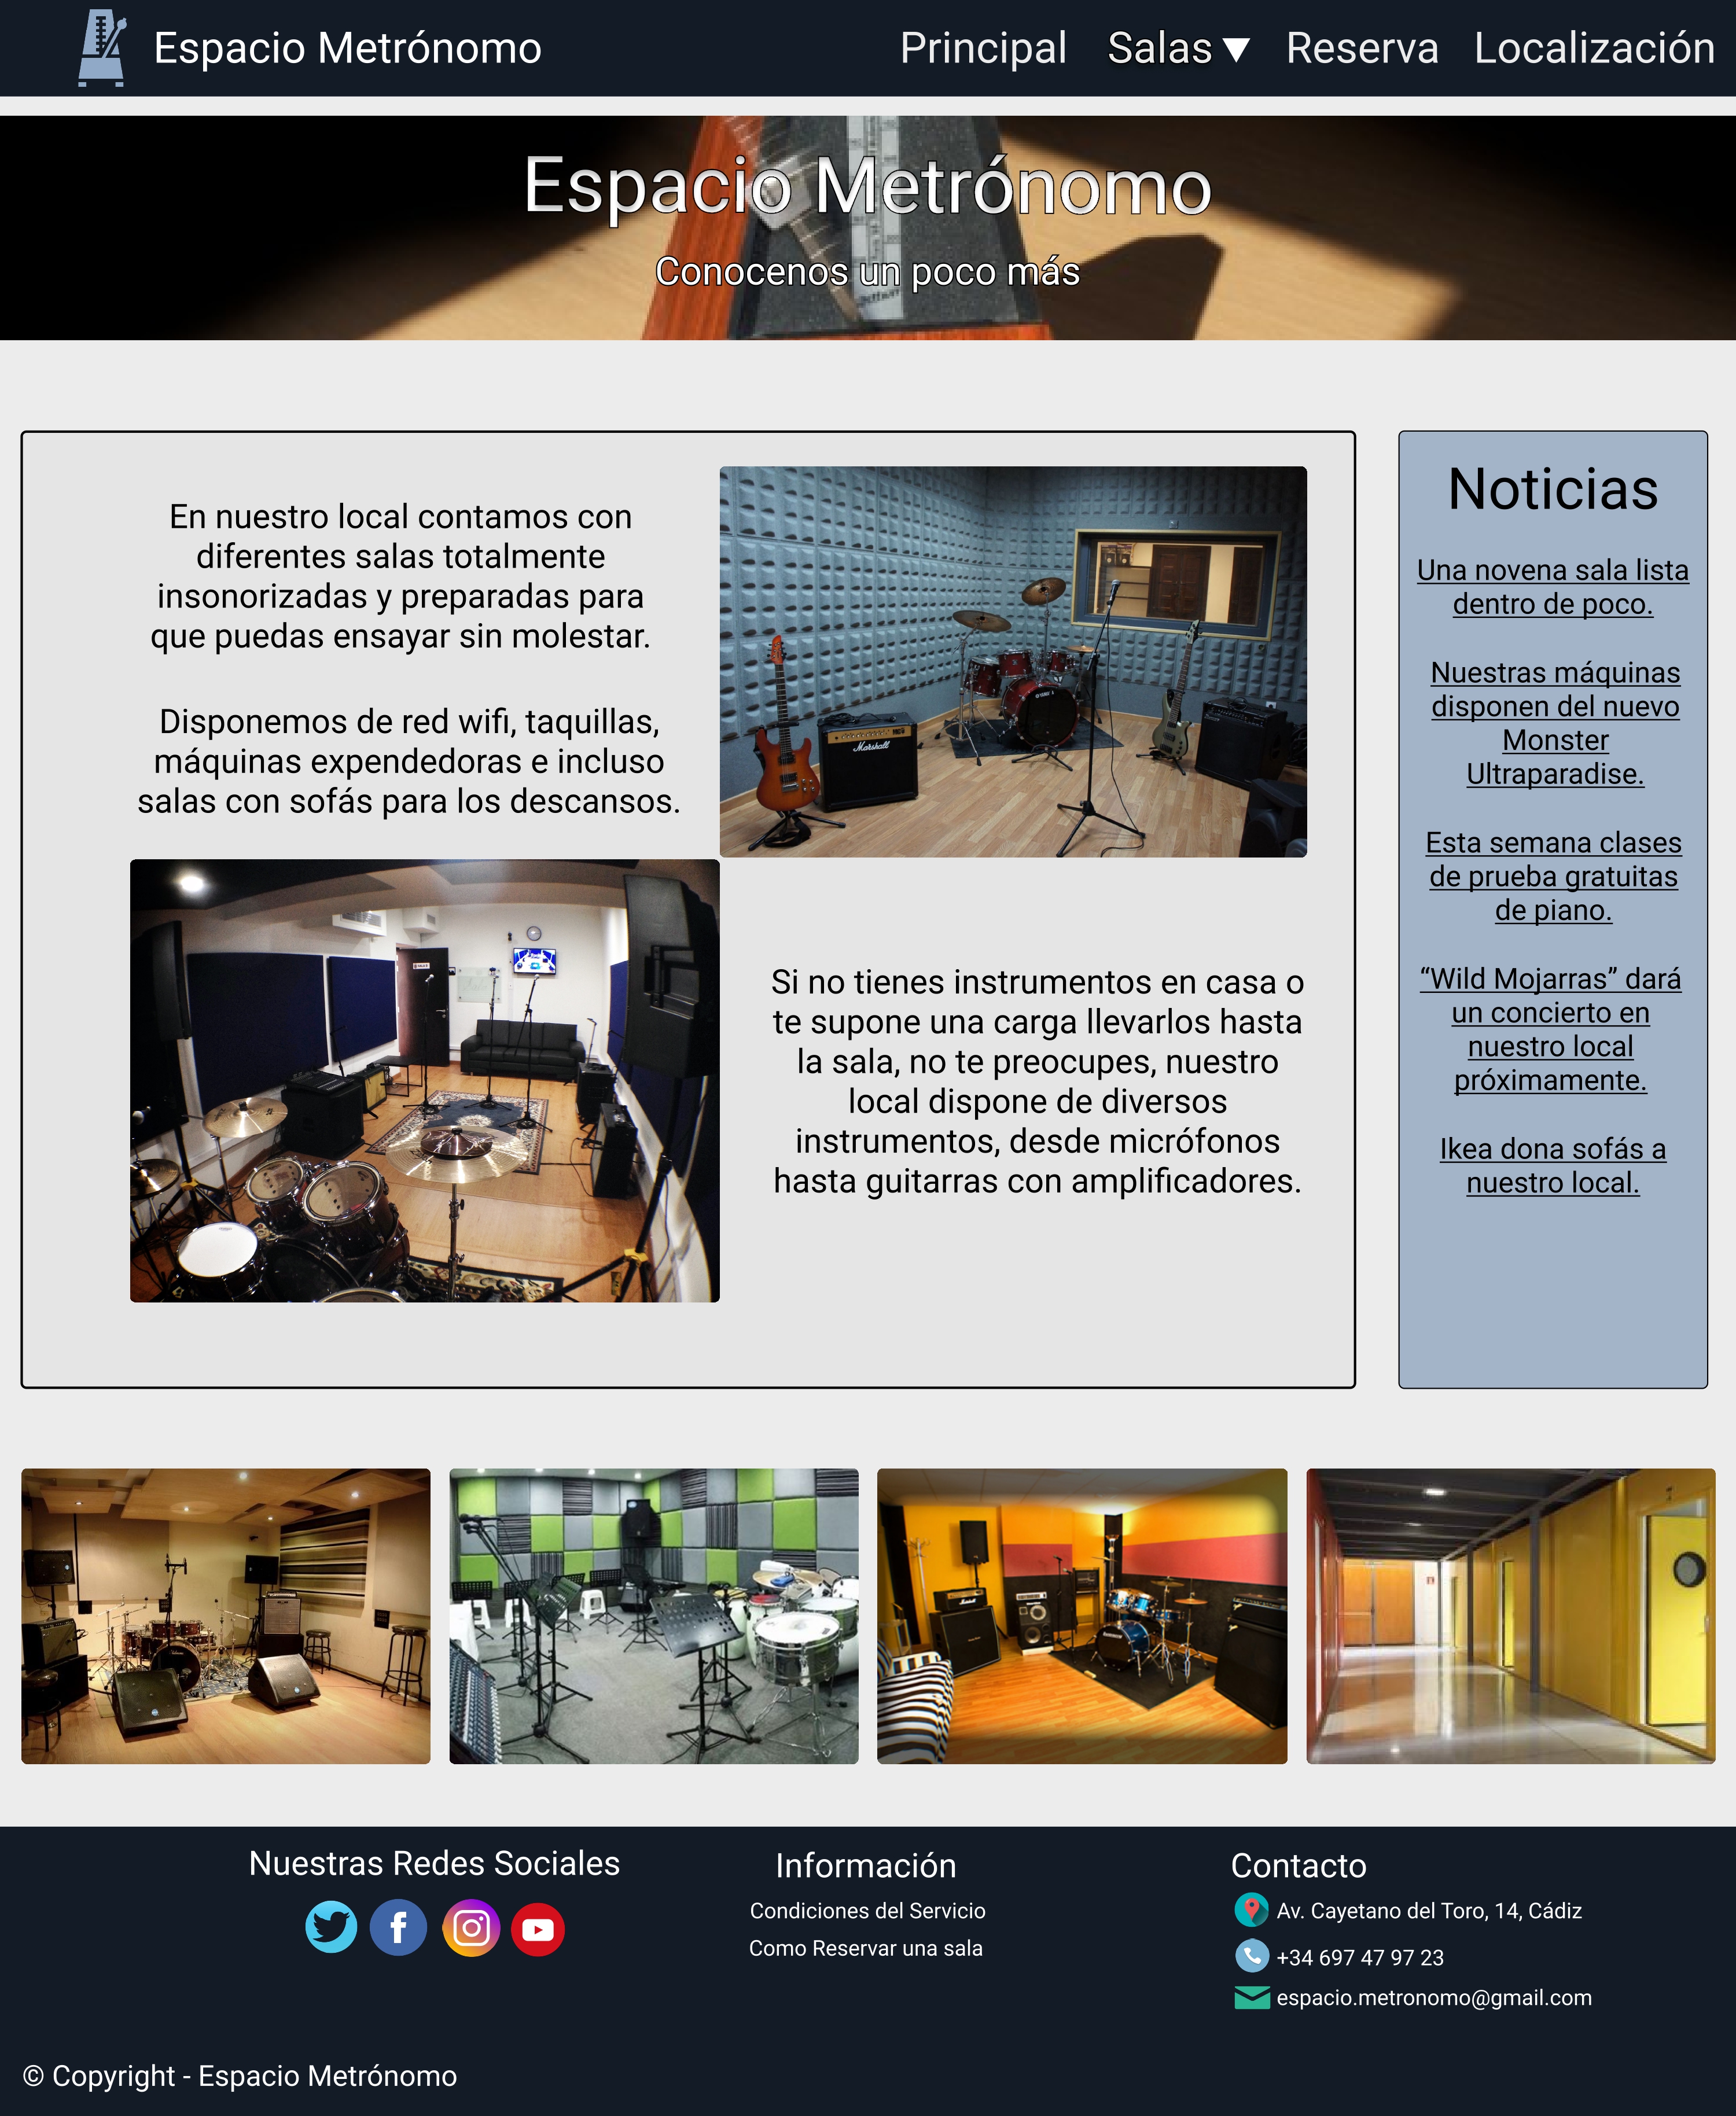 Espacio Metrónomo
Principal Salas ▼ Reserva Localización
Espacio Metrónomo
Conocenos un poco más
En nuestro local contamos con
diferentes salas totalmente
insonorizadas y preparadas para
que puedas ensayar sin molestar.
Disponemos de red wifi, taquillas,
máquinas expendedoras e incluso
salas con sofás para los descansos.
Marshall
Si no tienes instrumentos en casa o
te supone una carga llevarlos hasta
la sala, no te preocupes, nuestro
local dispone de diversos
instrumentos, desde micrófonos
hasta guitarras con amplificadores.
Noticias
Una novena sala lista
dentro de poco.
Nuestras máquinas
disponen del nuevo
Monster
Ultraparadise.
Esta semana clases
de prueba gratuitas
de piano.
“Wild Mojarras” dará
un concierto en
nuestro local
próximamente.
Ikea dona sofás a
nuestro local.
Nuestras Redes Sociales
Información
Condiciones del Servicio
Como Reservar una sala
Contacto
Av. Cayetano del Toro, 14, Cádiz
+34 697 47 97 23
espacio.metronomo@gmail.com
© Copyright - Espacio Metrónomo